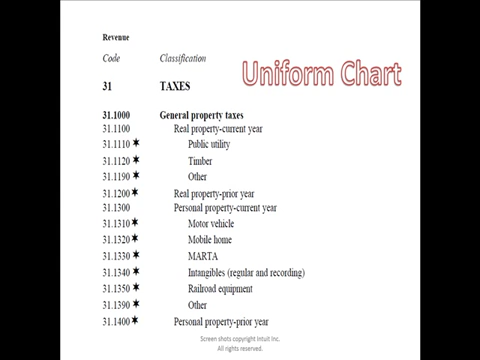 Revenue
Code Classification
Uniform Chart
31 TAXES
31.1000 General property taxes
31.1100 Real property-current year
31.1110 ✶ Public utility
31.1120 ✶ Timber
31.1190 ✶ Other
31.1200 ✶ Real property-prior year
31.1300 Personal property-current year
31.1310 ✶ Motor vehicle
31.1320 ✶ Mobile home
31.1330 ✶ MARTA
31.1340 ✶ Intangibles (regular and recording)
31.1350 ✶ Railroad equipment
31.1390 ✶ Other
31.1400 ✶ Personal property-prior year
Screen shots copyright Intuit Inc.
All rights reserved.